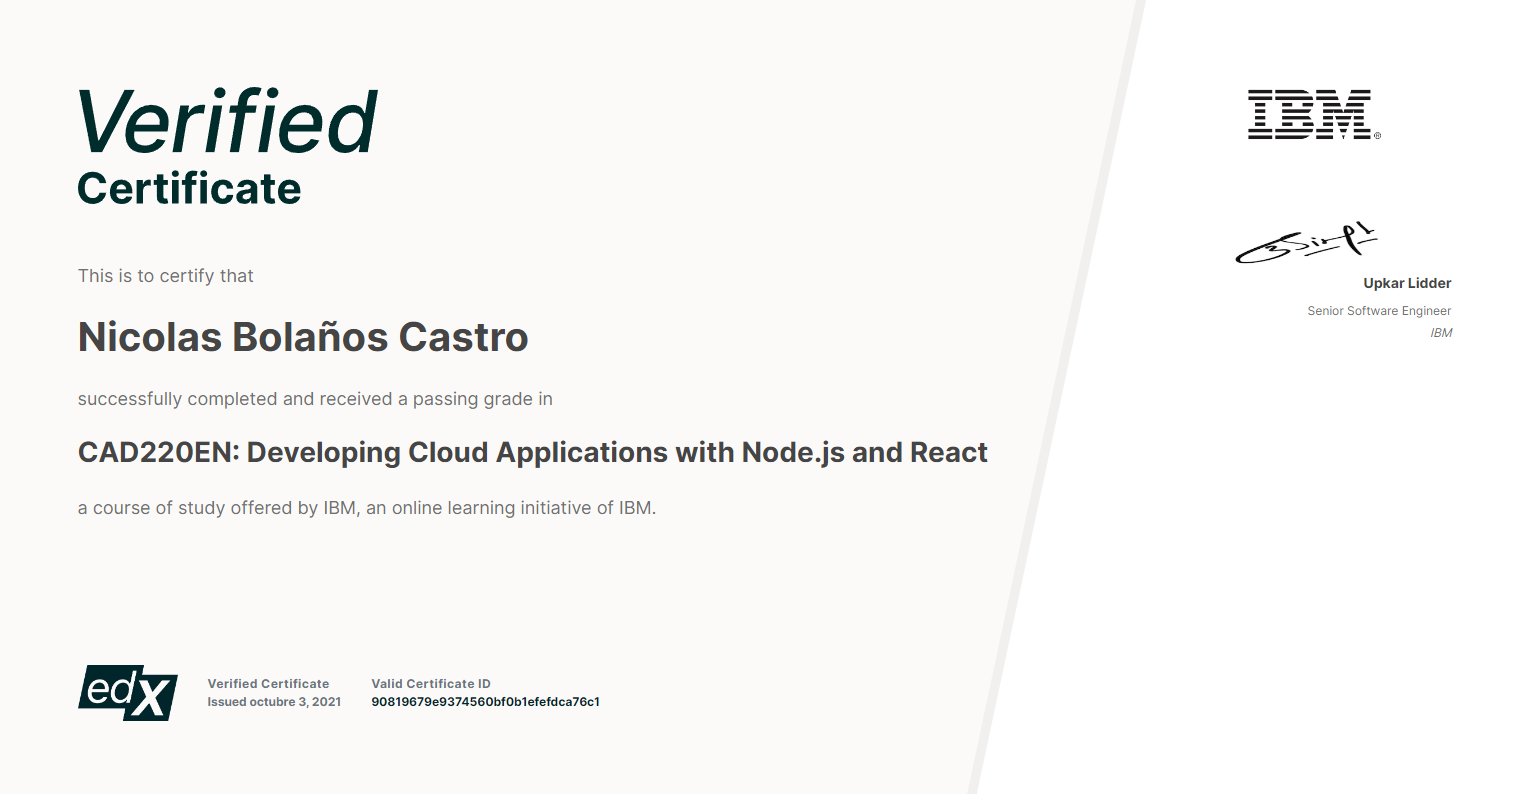 Verified
Certificate
This is to certify that
Nicolas Bolaños Castro
successfully completed and received a passing grade in
CAD220EN: Developing Cloud Applications with Node.js and React
a course of study offered by IBM, an online learning initiative of IBM.
edX
Verified Certificate
Issued octubre 3, 2021
Valid Certificate ID
90819679e9374560bf0b1efefdca76c1
IBM®
Upkar Lidder
Senior Software Engineer
IBM